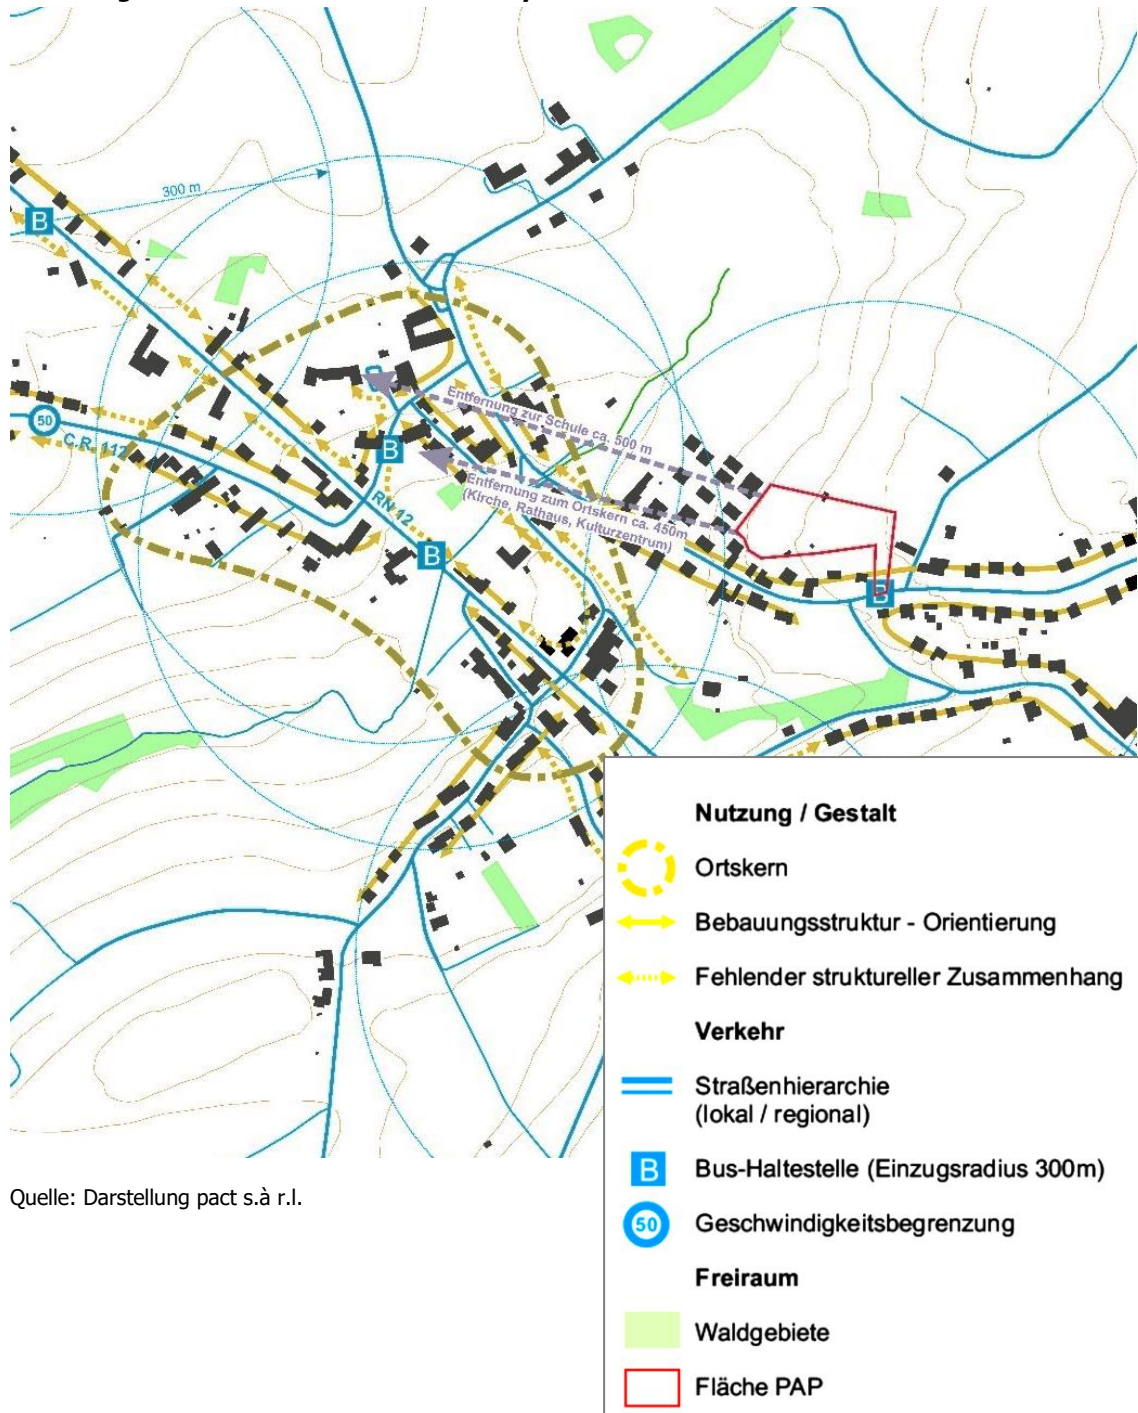 300 m
B
50
C.R. 112
B
RN 12
B
Entfernung zur Schule ca. 500 m
Entfernung zum Ortskern ca. 450m
(Kirche, Rathaus, Kulturzentrum)
B
Nutzung / Gestalt
Ortskern
Bebauungsstruktur - Orientierung
Fehlender struktureller Zusammenhang
Verkehr
Straßenhierarchie
(lokal / regional)
B Bus-Haltestelle (Einzugsradius 300m)
50 Geschwindigkeitsbegrenzung
Freiraum
Waldgebiete
Fläche PAP
Quelle: Darstellung pact s.à r.l.